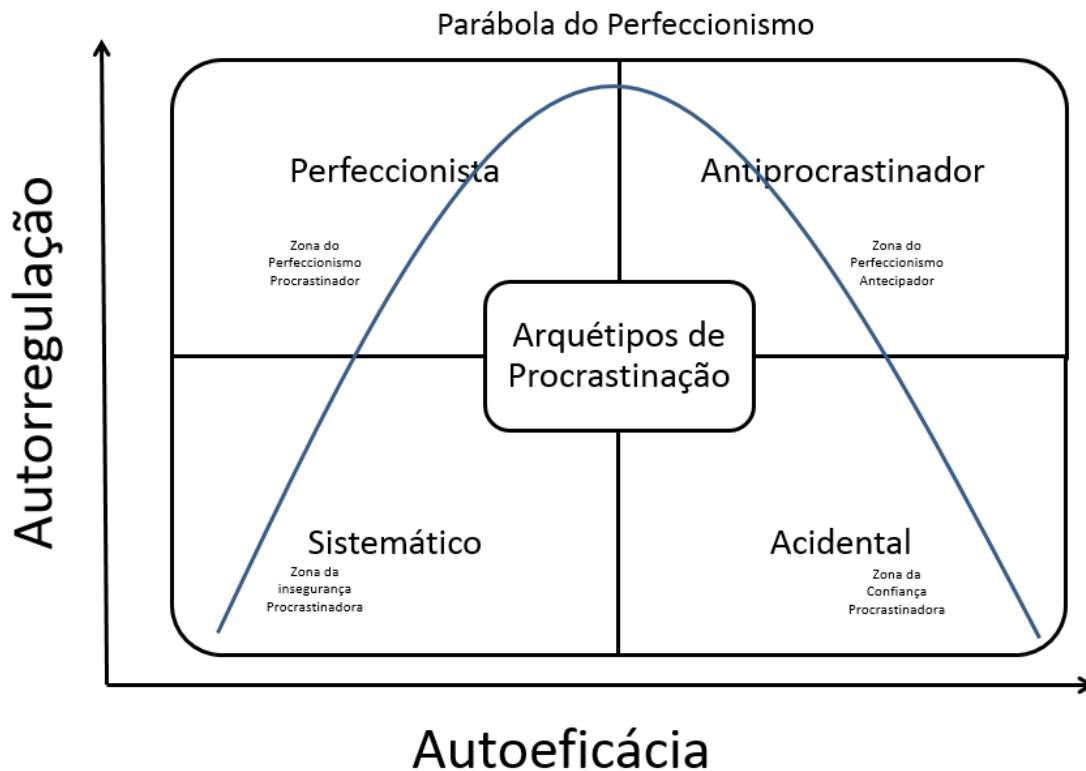 Parábola do Perfeccionismo
Autorregulação
Perfeccionista
Antiprocrastinador
Zona do
Perfeccionismo
Procrastinador
Zona do
Perfeccionismo
Antecipador
Arquétipos de
Procrastinação
Sistemático
Acidental
Zona da
insegurança
Procrastinadora
Zona da
Confiança
Procrastinadora
Autoeficácia